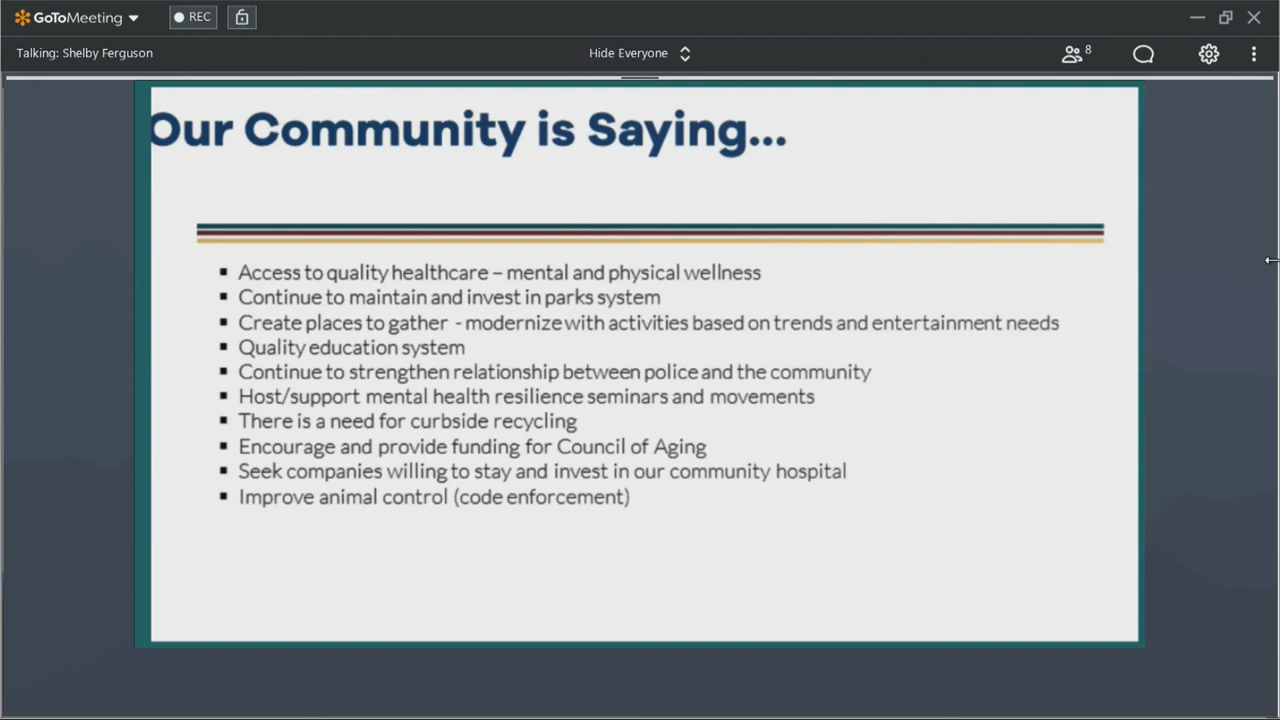 GoToMeeting
REC
Talking: Shelby Ferguson
Hide Everyone
8
Our Community is Saying...
▪ Access to quality healthcare – mental and physical wellness
▪ Continue to maintain and invest in parks system
▪ Create places to gather - modernize with activities based on trends and entertainment needs
▪ Quality education system
▪ Continue to strengthen relationship between police and the community
▪ Host/support mental health resilience seminars and movements
▪ There is a need for curbside recycling
▪ Encourage and provide funding for Council of Aging
▪ Seek companies willing to stay and invest in our community hospital
▪ Improve animal control (code enforcement)